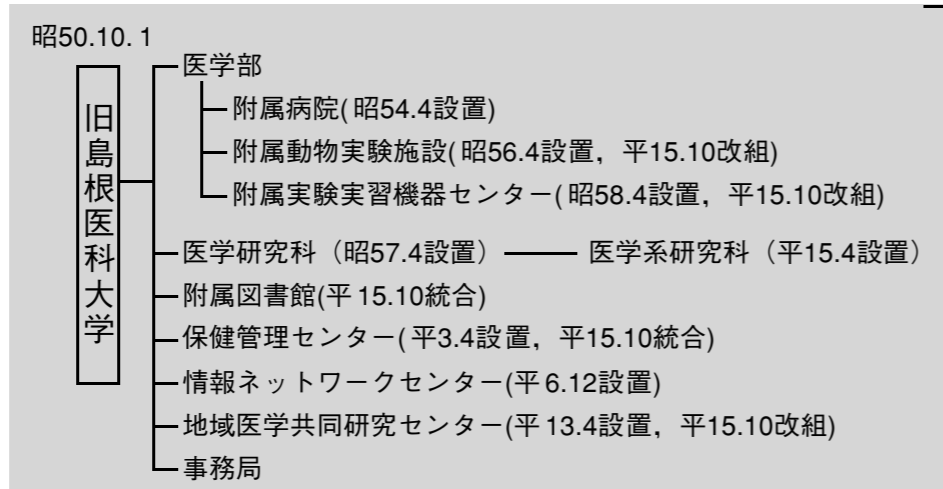 昭50.10.1
旧島根医科大学
医学部
附属病院(昭54.4設置)
附属動物実験施設(昭56.4設置，平15.10改組)
附属実験実習機器センター(昭58.4設置，平15.10改組)
医学研究科（昭57.4設置） 医学系研究科（平15.4設置）
附属図書館(平15.10統合)
保健管理センター(平3.4設置，平15.10統合)
情報ネットワークセンター(平6.12設置)
地域医学共同研究センター(平13.4設置，平15.10改組)
事務局